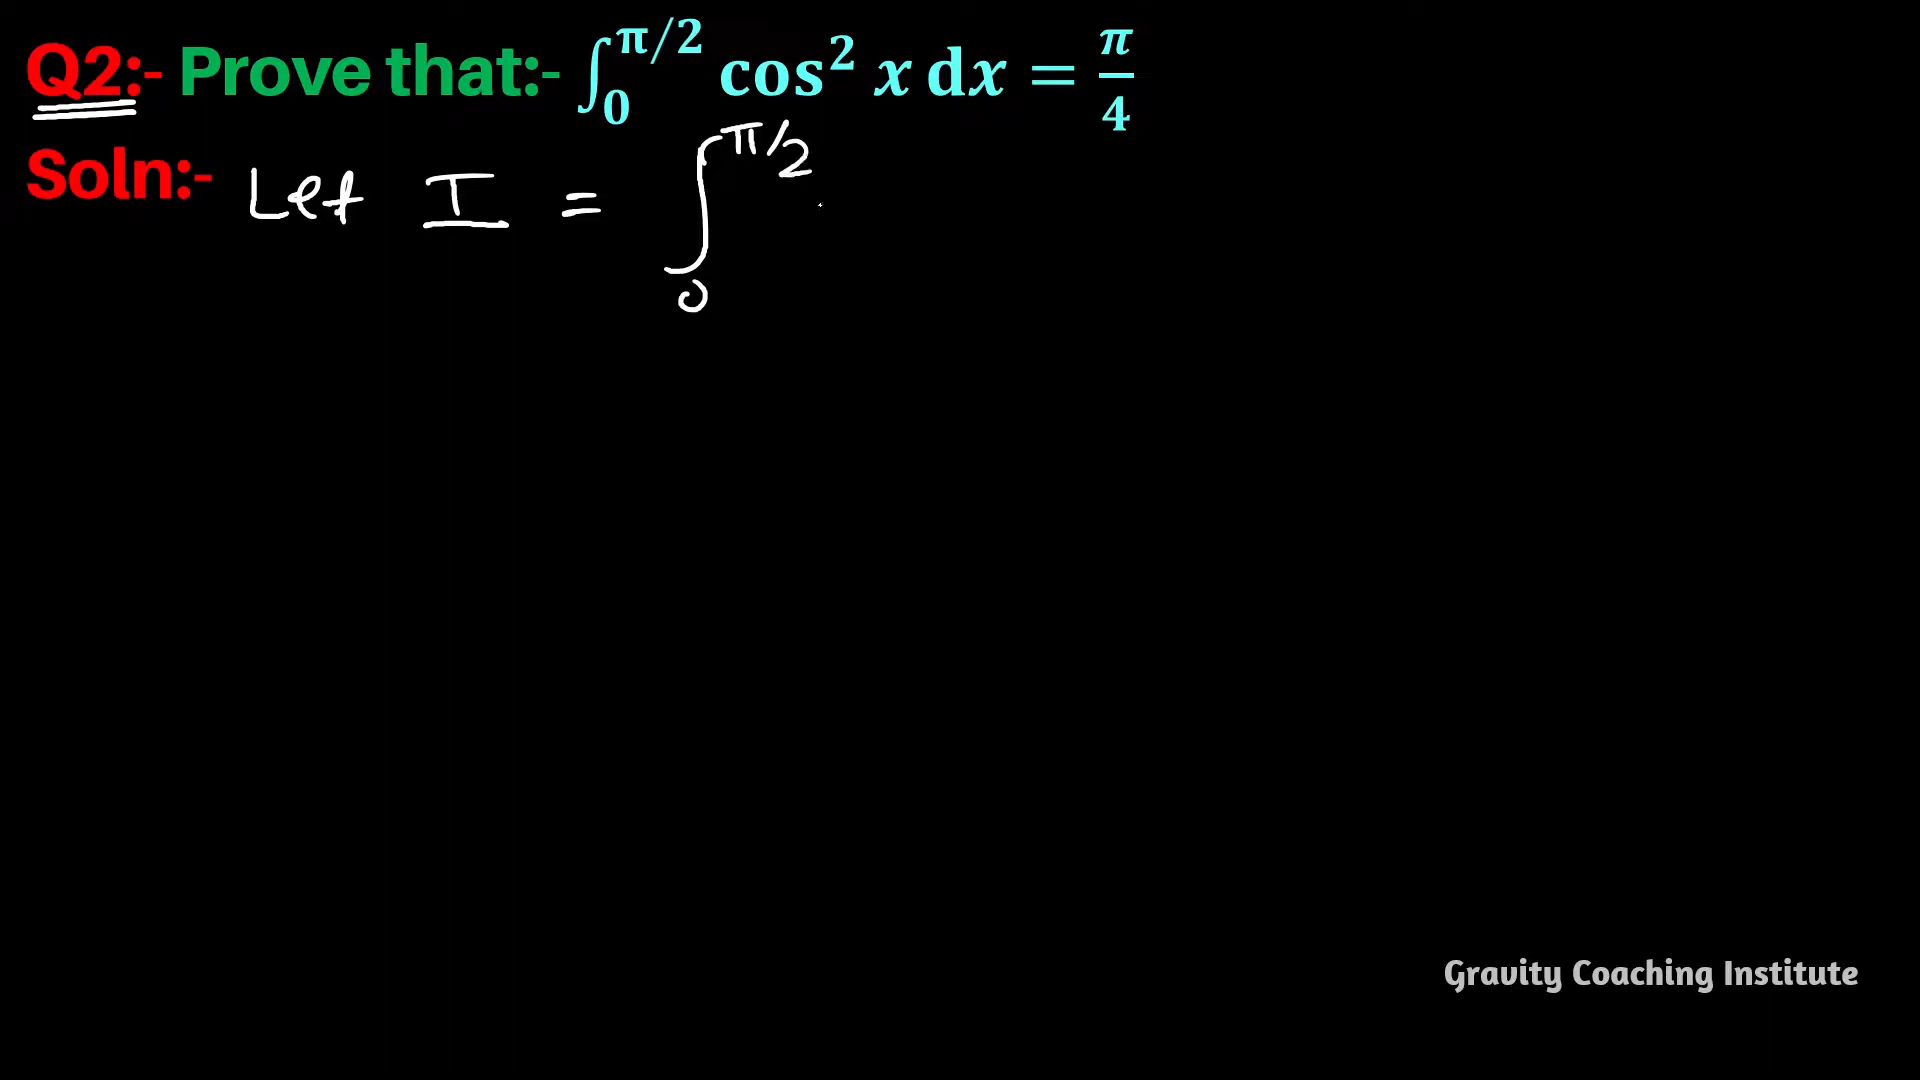 Q2:- Prove that:- ∫₀^{π/2} cos² x dx = π/4
Soln:- Let I = ∫₀^{π/2}
Gravity Coaching Institute